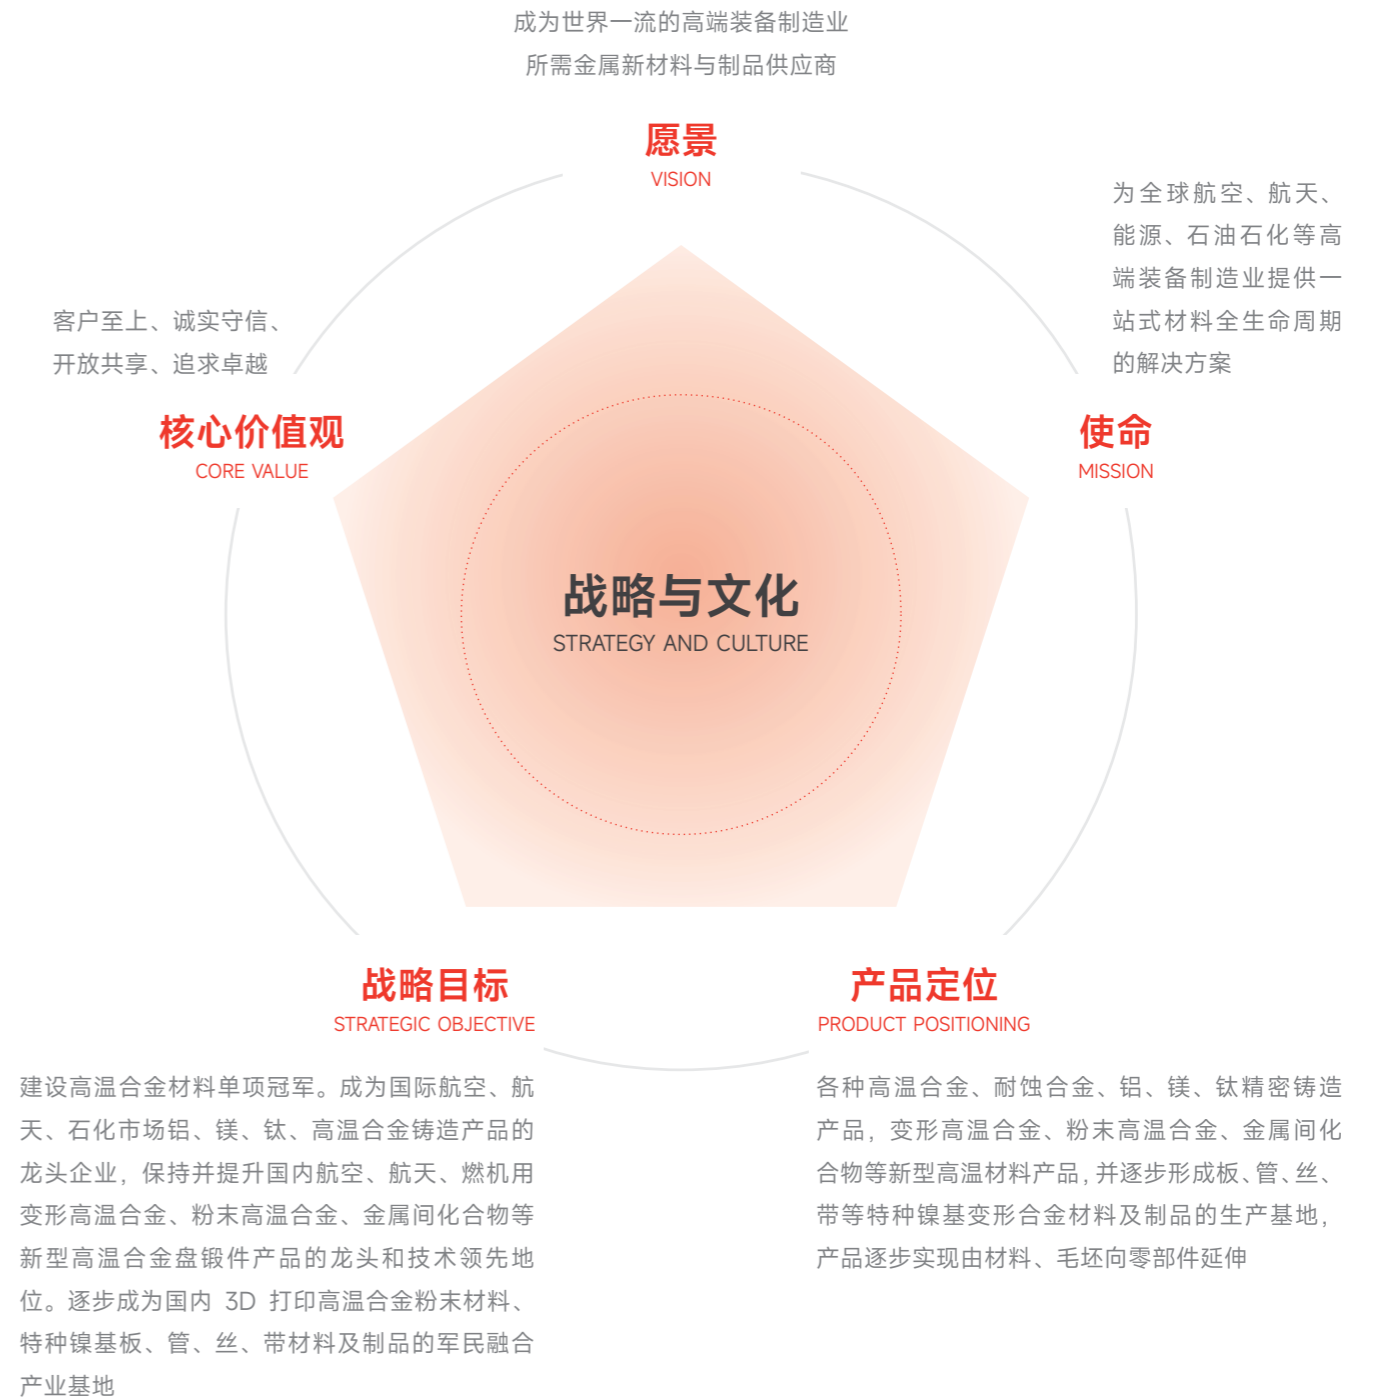 成为世界一流的高端装备制造业
所需金属新材料与制品供应商
愿景
VISION
为全球航空、航天、
能源、石油石化等高
端装备制造业提供一
站式材料全生命周期
的解决方案
使命
MISSION
客户至上、诚实守信、
开放共享、追求卓越
核心价值观
CORE VALUE
战略与文化
STRATEGY AND CULTURE
战略目标
STRATEGIC OBJECTIVE
建设高温合金材料单项冠军。成为国际航空、航
天、石化市场铝、镁、钛、高温合金铸造产品的
龙头企业，保持并提升国内航空、航天、燃机用
变形高温合金、粉末高温合金、金属间化合物等
新型高温合金盘锻件产品的龙头和技术领先地
位。逐步成为国内 3D 打印高温合金粉末材料、
特种镍基板、管、丝、带材料及制品的军民融合
产业基地
产品定位
PRODUCT POSITIONING
各种高温合金、耐蚀合金、铝、镁、钛精密铸造
产品，变形高温合金、粉末高温合金、金属间化
合物等新型高温材料产品，并逐步形成板、管、丝、
带等特种镍基变形合金材料及制品的生产基地，
产品逐步实现由材料、毛坯向零部件延伸